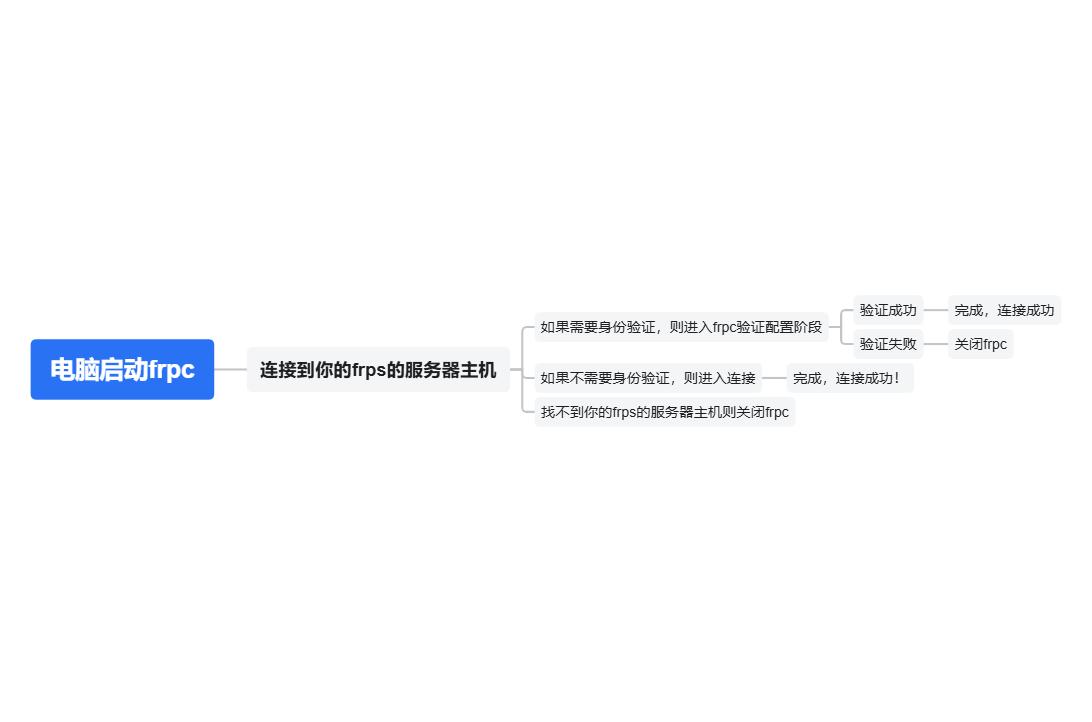 电脑启动frpc
连接到你的frps的服务器主机
如果需要身份验证，则进入frpc验证配置阶段
验证成功
完成，连接成功
验证失败
关闭frpc
如果不需要身份验证，则进入连接
完成，连接成功！
找不到你的frps的服务器主机则关闭frpc